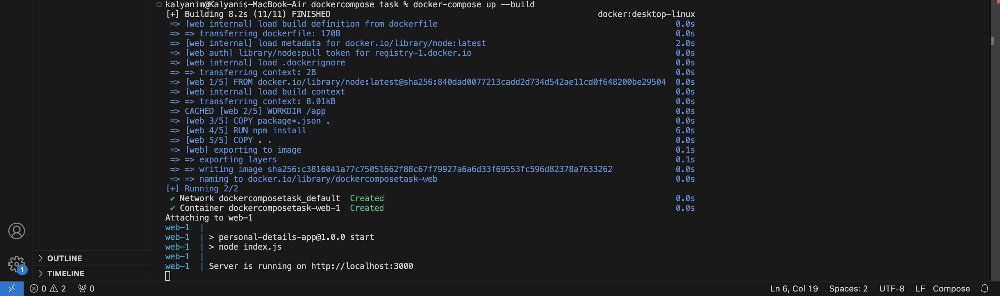 kalyanim@Kalyanis-MacBook-Air dockercompose task % docker-compose up --build
[+] Building 8.2s (11/11) FINISHED docker:desktop-linux
=> [web internal] load build definition from dockerfile 0.0s
=> => transferring dockerfile: 170B 0.0s
=> [web internal] load metadata for docker.io/library/node:latest 2.0s
=> [web auth] library/node:pull token for registry-1.docker.io 0.0s
=> [web internal] load .dockerignore 0.0s
=> => transferring context: 2B 0.0s
=> [web 1/5] FROM docker.io/library/node:latest@sha256:840dad0077213cadd2d734d542ae11cd0f648200be29504 0.0s
=> [web internal] load build context 0.0s
=> => transferring context: 8.01kB 0.0s
=> CACHED [web 2/5] WORKDIR /app 0.0s
=> [web 3/5] COPY package*.json . 0.0s
=> [web 4/5] RUN npm install 6.0s
=> [web 5/5] COPY . . 0.0s
=> [web] exporting to image 0.1s
=> => exporting layers 0.1s
=> => writing image sha256:c3816041a77c75051662f88c67f79927a6a6d33f69553fc596d82378a7633262 0.0s
=> => naming to docker.io/library/dockercomposetask-web 0.0s
[+] Running 2/2
✔ Network dockercomposetask_default Created 0.0s
✔ Container dockercomposetask-web-1 Created 0.0s
Attaching to web-1
web-1 |
web-1 | > personal-details-app@1.0.0 start
web-1 | > node index.js
web-1 |
web-1 | Server is running on http://localhost:3000
1
OUTLINE
TIMELINE
0 2 0 Ln 6, Col 19 Spaces: 2 UTF-8 LF Compose